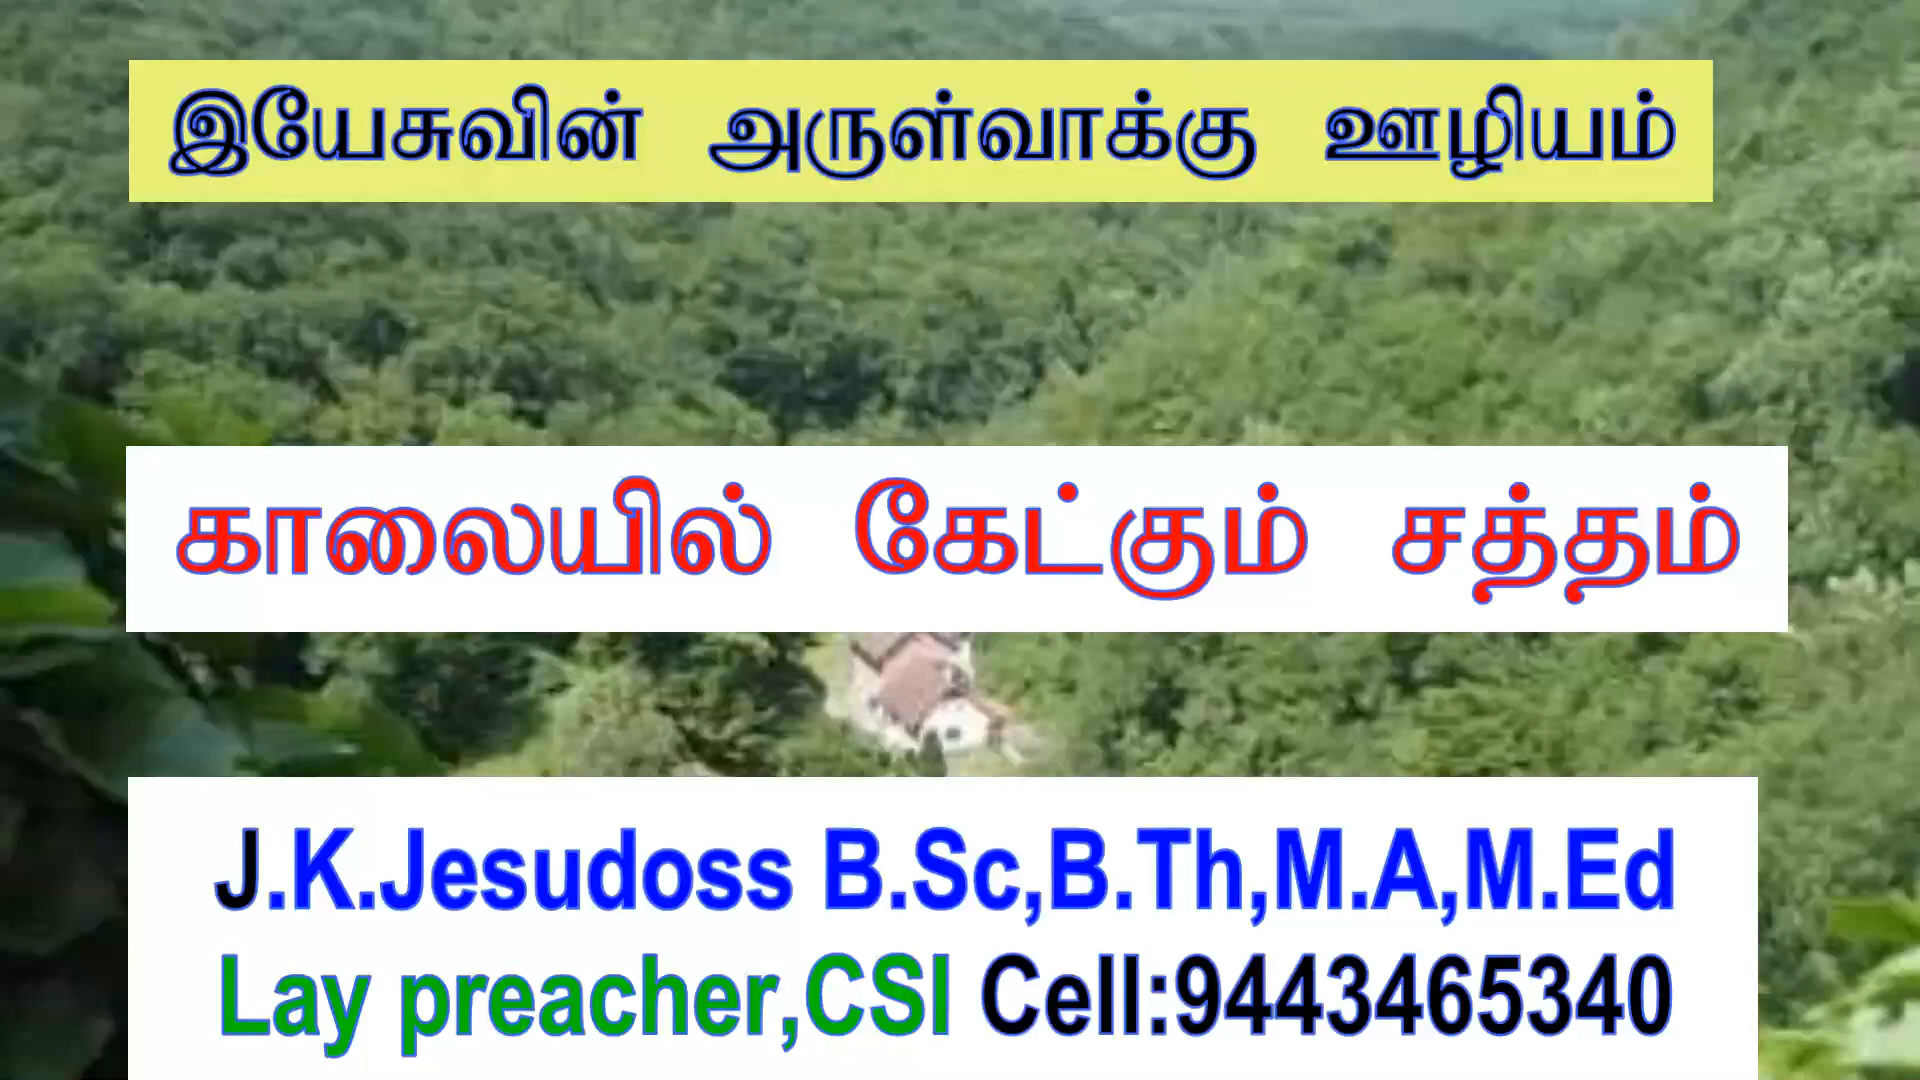 இயேசுவின் அருள்வாக்கு ஊழியம்
காலையில் கேட்கும் சத்தம்
J.K.Jesudoss B.Sc,B.Th,M.A,M.Ed
Lay preacher,CSI Cell:9443465340